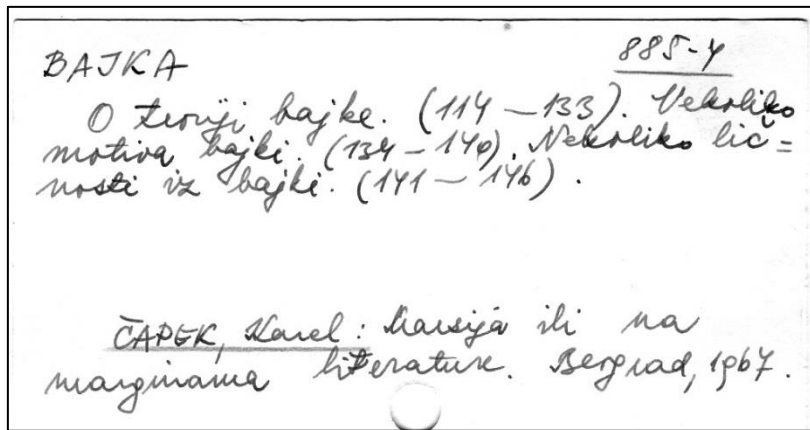 BAJKA
885-4
O teoriji bajke. (114 – 133). Nekoliko
motiva bajki. (134 – 140). Nekoliko lič=
nosti iz bajki. (141 – 146).
ČAPEK, Karel: Marsija ili na
marginama literature. Beograd, 1967.